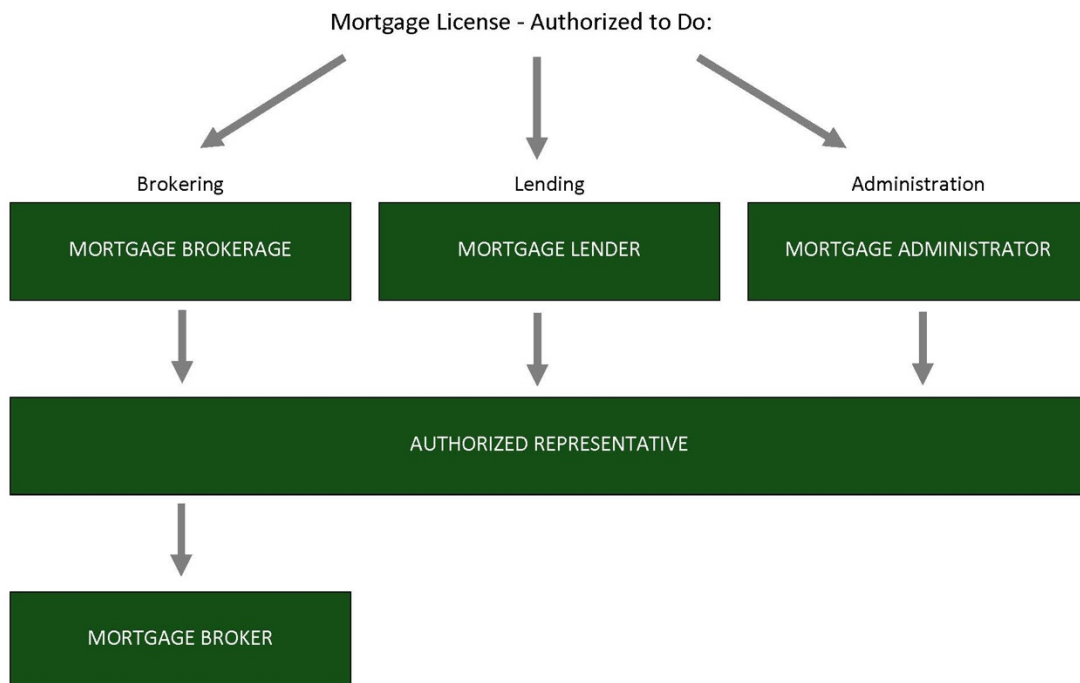 Mortgage License - Authorized to Do:
Brokering
Lending
Administration
MORTGAGE BROKERAGE
MORTGAGE LENDER
MORTGAGE ADMINISTRATOR
AUTHORIZED REPRESENTATIVE
MORTGAGE BROKER